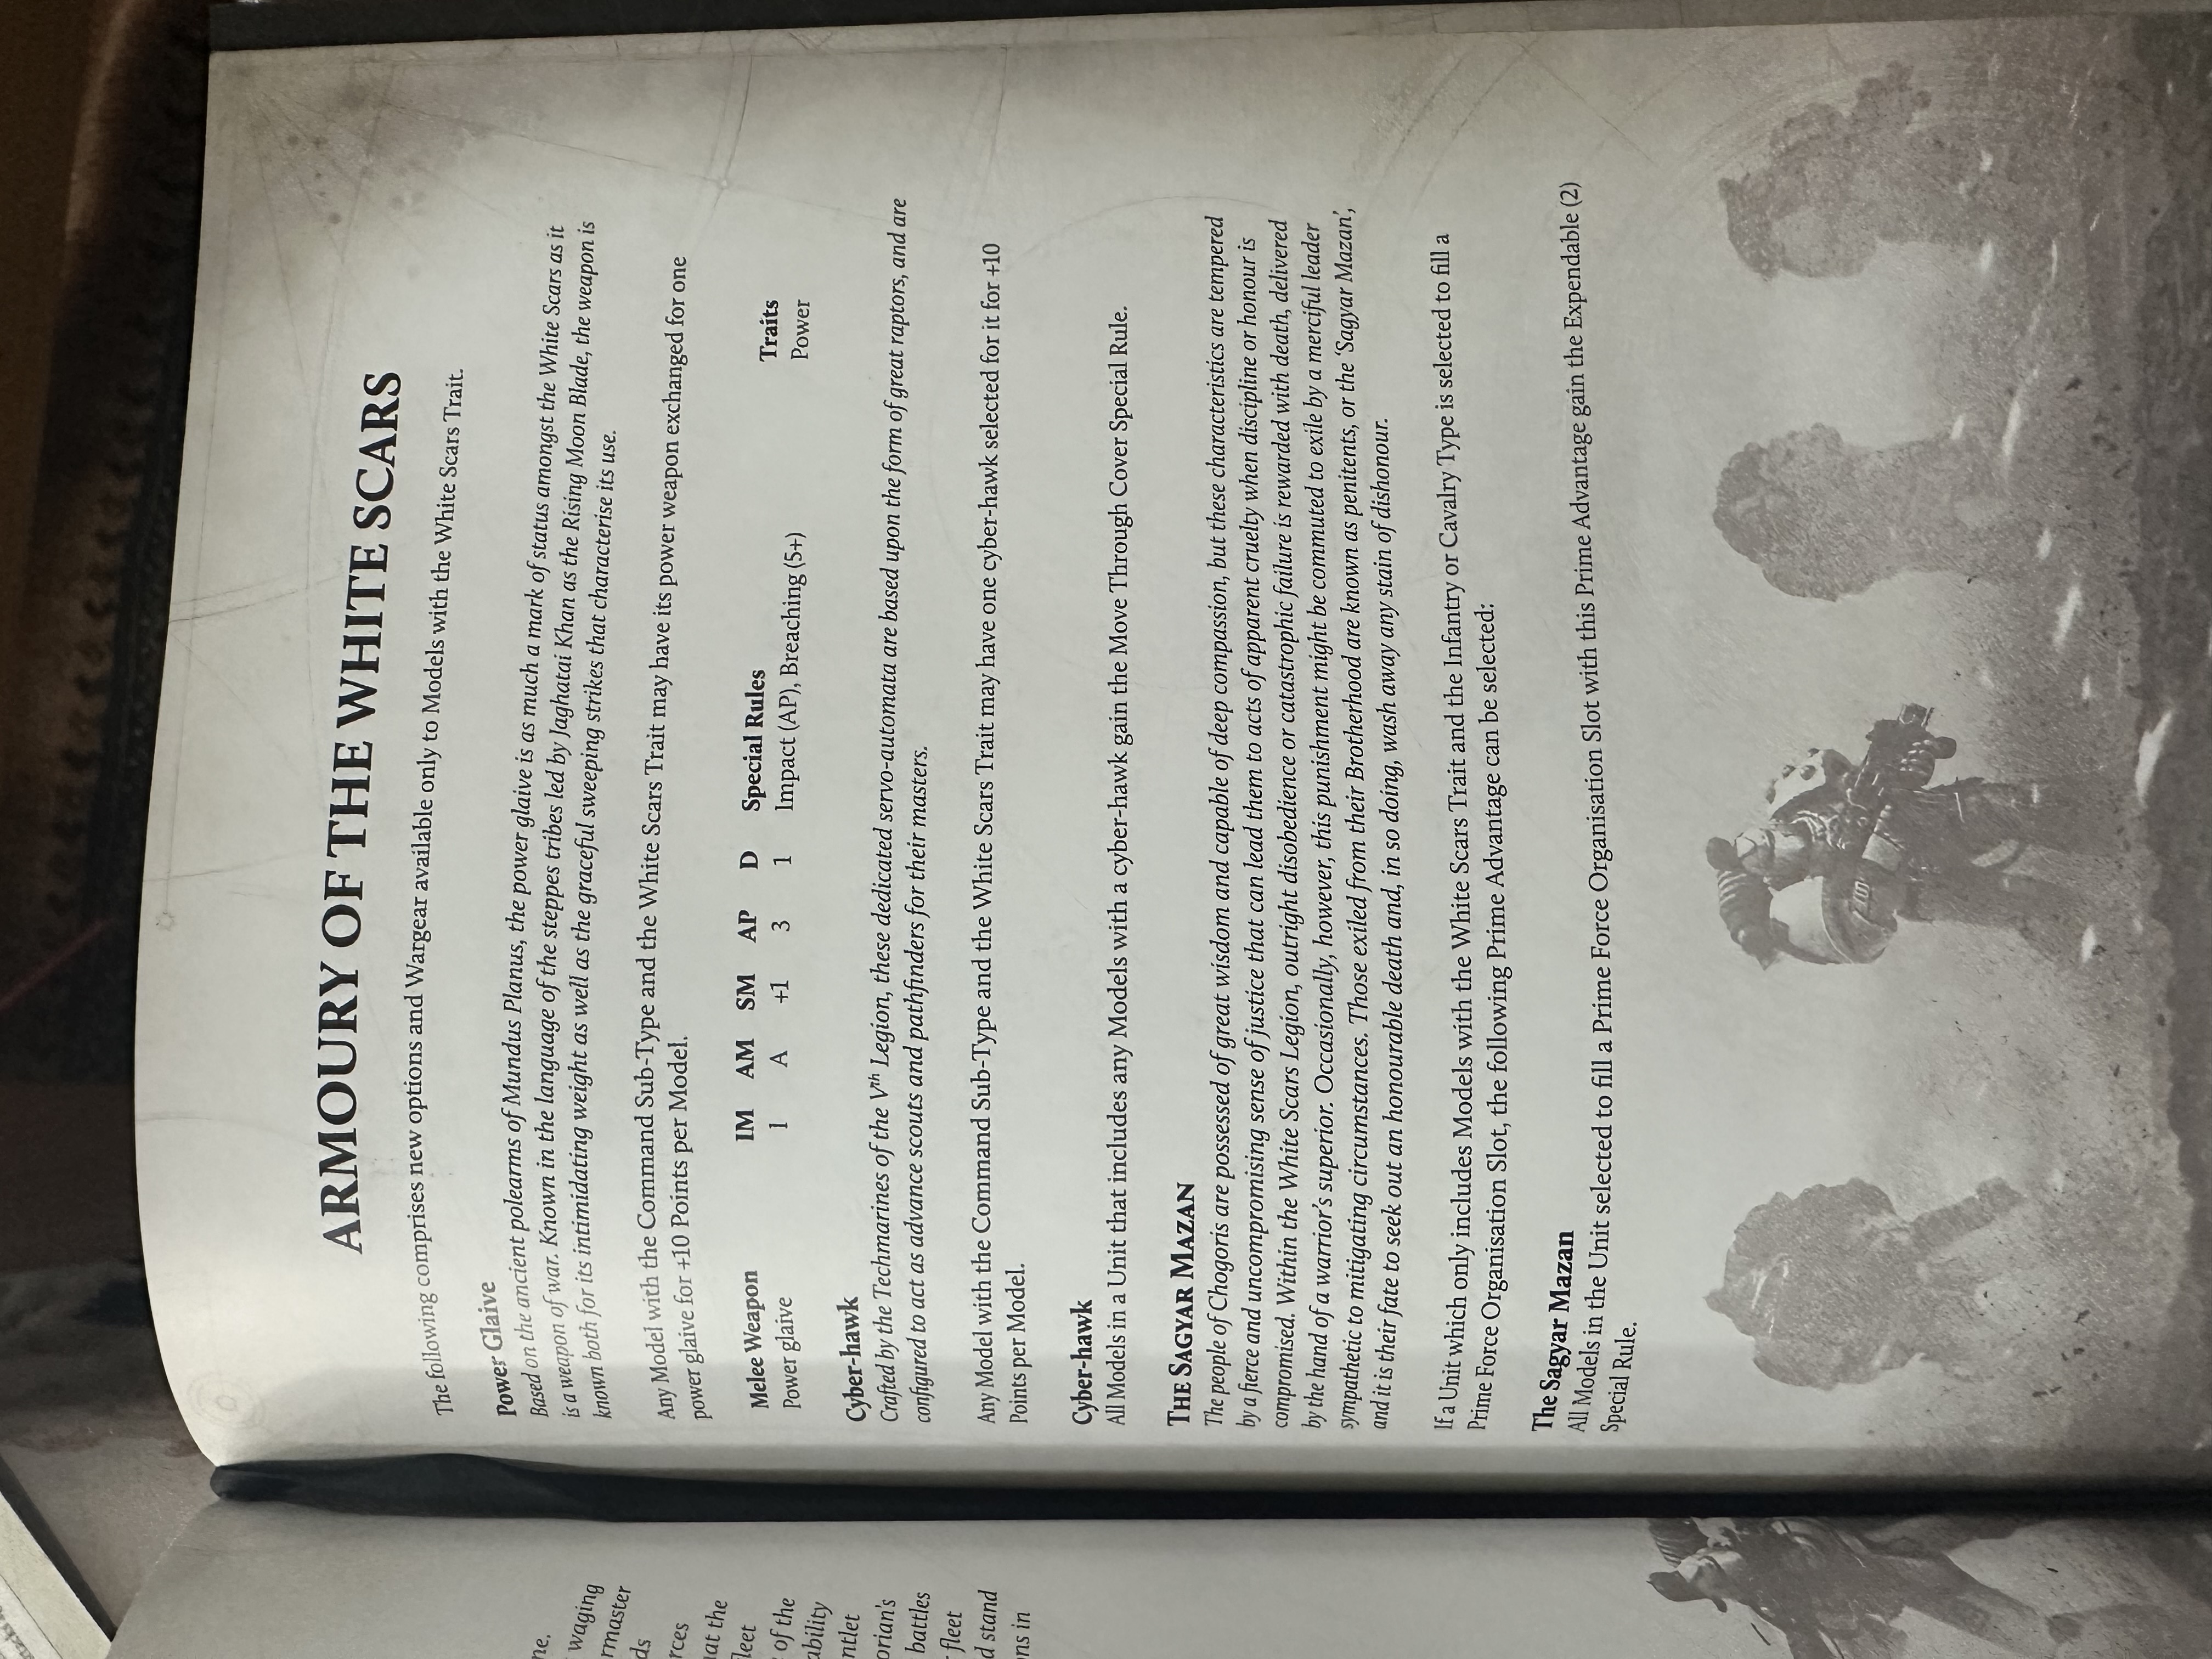 ne.
waging
rmaster
ds
rces
at the
fleet
of the
ability
ntlet
orian's
battles
fleet
d stand
ns in
ARMOURY OF THE WHITE SCARS
The following comprises new options and Wargear available only to Models with the White Scars Trait.
Power Glaive
Based on the ancient polearms of Mundus Planus, the power glaive is as much a mark of status amongst the White Scars as it
is a weapon of war. Known in the language of the steppes tribes led by Jaghatai Khan as the Rising Moon Blade, the weapon is
known both for its intimidating weight as well as the graceful sweeping strikes that characterise its use.
Any Model with the Command Sub-Type and the White Scars Trait may have its power weapon exchanged for one
power glaive for +10 Points per Model.
Melee Weapon IM AM SM AP D Special Rules Traits
Power glaive I A +1 3 1 Impact (AP), Breaching (5+) Power
Cyber-hawk
Crafted by the Techmarines of the Vth Legion, these dedicated servo-automata are based upon the form of great raptors, and are
configured to act as advance scouts and pathfinders for their masters.
Any Model with the Command Sub-Type and the White Scars Trait may have one cyber-hawk selected for it for +10
Points per Model.
Cyber-hawk
All Models in a Unit that includes any Models with a cyber-hawk gain the Move Through Cover Special Rule.
THE SAGYAR MAZAN
The people of Chogoris are possessed of great wisdom and capable of deep compassion, but these characteristics are tempered
by a fierce and uncompromising sense of justice that can lead them to acts of apparent cruelty when discipline or honour is
compromised. Within the White Scars Legion, outright disobedience or catastrophic failure is rewarded with death, delivered
by the hand of a warrior's superior. Occasionally, however, this punishment might be commuted to exile by a merciful leader
sympathetic to mitigating circumstances. Those exiled from their Brotherhood are known as penitents, or the 'Sagyar Mazan',
and it is their fate to seek out an honourable death and, in so doing, wash away any stain of dishonour.
If a Unit which only includes Models with the White Scars Trait and the Infantry or Cavalry Type is selected to fill a
Prime Force Organisation Slot, the following Prime Advantage can be selected:
The Sagyar Mazan
All Models in the Unit selected to fill a Prime Force Organisation Slot with this Prime Advantage gain the Expendable (2)
Special Rule.